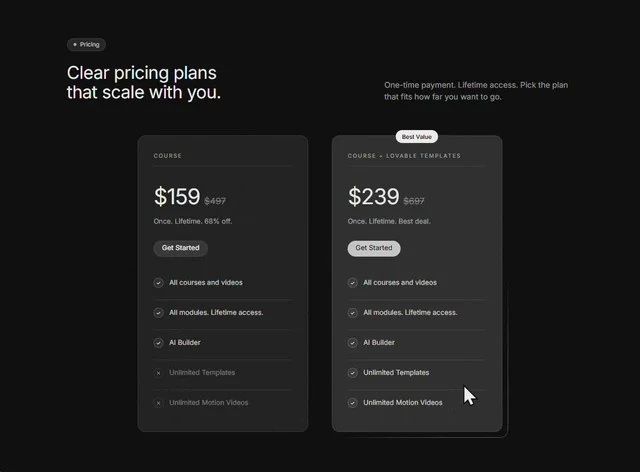 Pricing
Clear pricing plans
that scale with you.
One-time payment. Lifetime access. Pick the plan
that fits how far you want to go.
COURSE
$159 $497
Once. Lifetime. 68% off.
Get Started
All courses and videos
All modules. Lifetime access.
AI Builder
Unlimited Templates
Unlimited Motion Videos
Best Value
COURSE + LOVABLE TEMPLATES
$239 $697
Once. Lifetime. Best deal.
Get Started
All courses and videos
All modules. Lifetime access.
AI Builder
Unlimited Templates
Unlimited Motion Videos